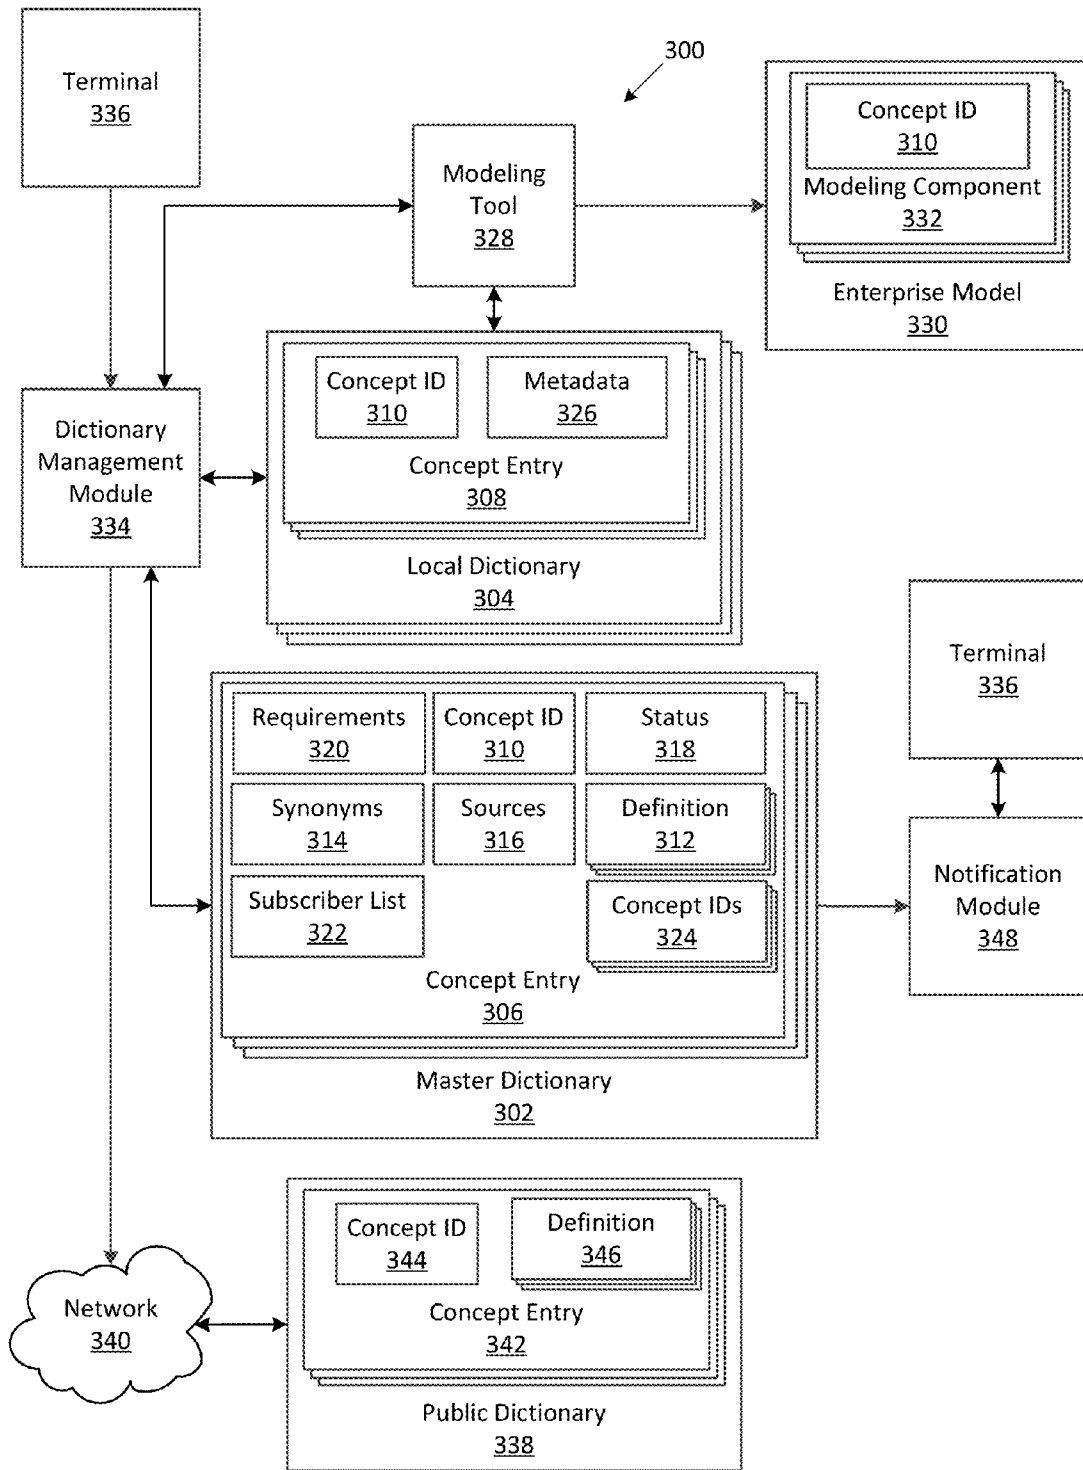 300
Terminal
336
Modeling
Tool
328
Concept ID
310
Modeling Component
332
Enterprise Model
330
Dictionary
Management
Module
334
Concept ID
310
Metadata
326
Concept Entry
308
Local Dictionary
304
Terminal
336
Requirements
320
Concept ID
310
Status
318
Synonyms
314
Sources
316
Definition
312
Subscriber List
322
Concept IDs
324
Concept Entry
306
Master Dictionary
302
Notification
Module
348
Network
340
Concept ID
344
Definition
346
Concept Entry
342
Public Dictionary
338